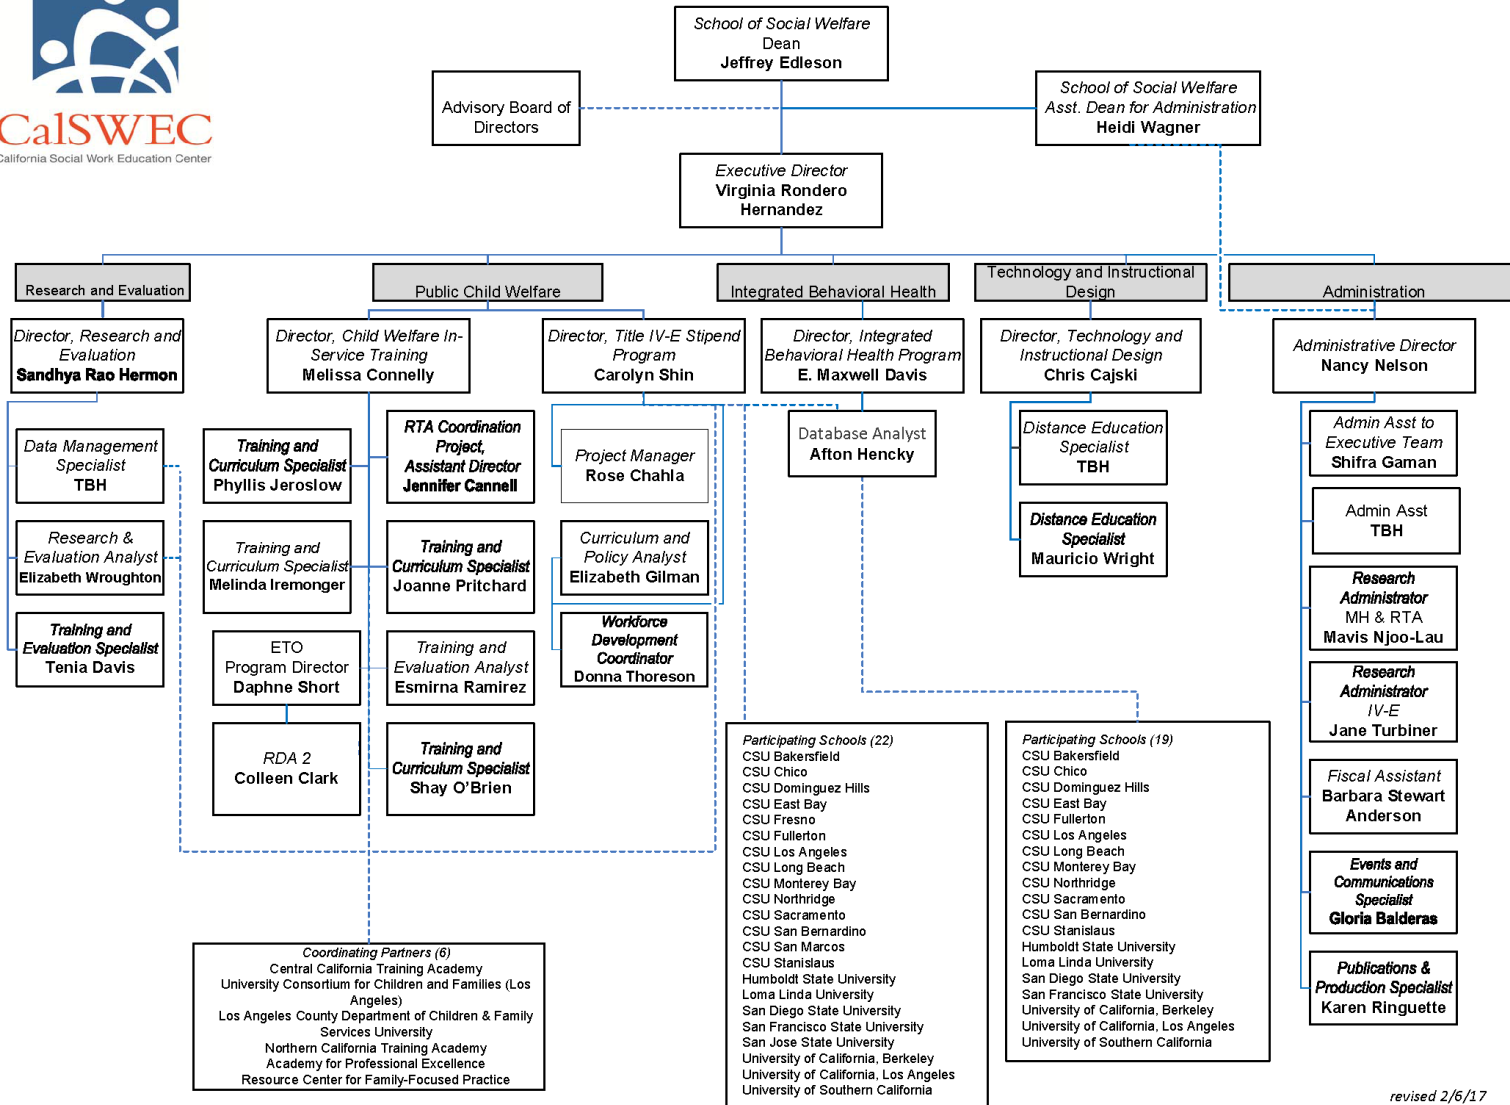 CalSWEC
California Social Work Education Center
School of Social Welfare
Dean
Jeffrey Edleson
Advisory Board of
Directors
School of Social Welfare
Asst. Dean for Administration
Heidi Wagner
Executive Director
Virginia Rondero
Hernandez
Research and Evaluation
Public Child Welfare
Integrated Behavioral Health
Technology and Instructional
Design
Administration
Director, Research and
Evaluation
Sandhya Rao Hermon
Director, Child Welfare In-
Service Training
Melissa Connelly
Director, Title IV-E Stipend
Program
Carolyn Shin
Director, Integrated
Behavioral Health Program
E. Maxwell Davis
Director, Technology and
Instructional Design
Chris Cajski
Administrative Director
Nancy Nelson
Data Management
Specialist
TBH
Research &
Evaluation Analyst
Elizabeth Wroughton
Training and
Evaluation Specialist
Tenia Davis
Training and
Curriculum Specialist
Phyllis Jeroslow
Training and
Curriculum Specialist
Melinda Iremonger
ETO
Program Director
Daphne Short
RDA 2
Colleen Clark
RTA Coordination
Project,
Assistant Director
Jennifer Cannell
Training and
Curriculum Specialist
Joanne Pritchard
Training and
Evaluation Analyst
Esmirna Ramirez
Training and
Curriculum Specialist
Shay O'Brien
Project Manager
Rose Chahla
Curriculum and
Policy Analyst
Elizabeth Gilman
Workforce
Development
Coordinator
Donna Thoreson
Database Analyst
Afton Hencky
Distance Education
Specialist
TBH
Distance Education
Specialist
Mauricio Wright
Admin Asst to
Executive Team
Shifra Gaman
Admin Asst
TBH
Research
Administrator
MH & RTA
Mavis Njoo-Lau
Research
Administrator
IV-E
Jane Turbiner
Fiscal Assistant
Barbara Stewart
Anderson
Events and
Communications
Specialist
Gloria Balderas
Publications &
Production Specialist
Karen Ringuette
Coordinating Partners (6)
Central California Training Academy
University Consortium for Children and Families (Los
Angeles)
Los Angeles County Department of Children & Family
Services University
Northern California Training Academy
Academy for Professional Excellence
Resource Center for Family-Focused Practice
Participating Schools (22)
CSU Bakersfield
CSU Chico
CSU Dominguez Hills
CSU East Bay
CSU Fresno
CSU Fullerton
CSU Los Angeles
CSU Long Beach
CSU Monterey Bay
CSU Northridge
CSU Sacramento
CSU San Bernardino
CSU San Marcos
CSU Stanislaus
Humboldt State University
Loma Linda University
San Diego State University
San Francisco State University
San Jose State University
University of California, Berkeley
University of California, Los Angeles
University of Southern California
Participating Schools (19)
CSU Bakersfield
CSU Chico
CSU Dominguez Hills
CSU East Bay
CSU Fullerton
CSU Los Angeles
CSU Long Beach
CSU Monterey Bay
CSU Northridge
CSU Sacramento
CSU San Bernardino
CSU Stanislaus
Humboldt State University
Loma Linda University
San Diego State University
San Francisco State University
University of California, Berkeley
University of California, Los Angeles
University of Southern California
revised 2/6/17